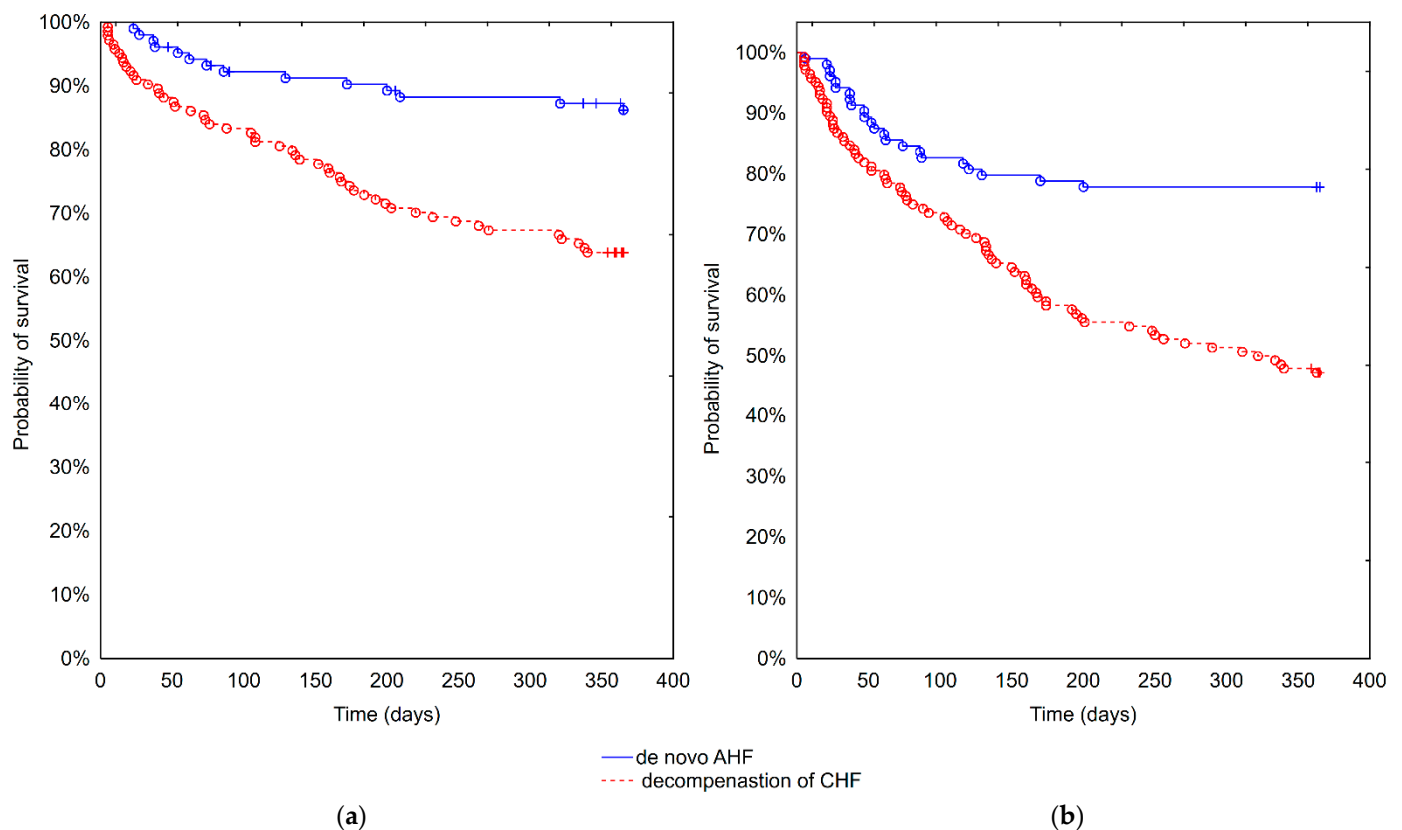 100%
90%
80%
70%
60%
50%
40%
30%
20%
10%
0%
Probability of survival
0 50 100 150 200 250 300 350 400
Time (days)
100%
90%
80%
70%
60%
50%
40%
30%
20%
10%
0%
Probability of survival
0 50 100 150 200 250 300 350 400
Time (days)
de novo AHF
decompenastion of CHF
(a) (b)